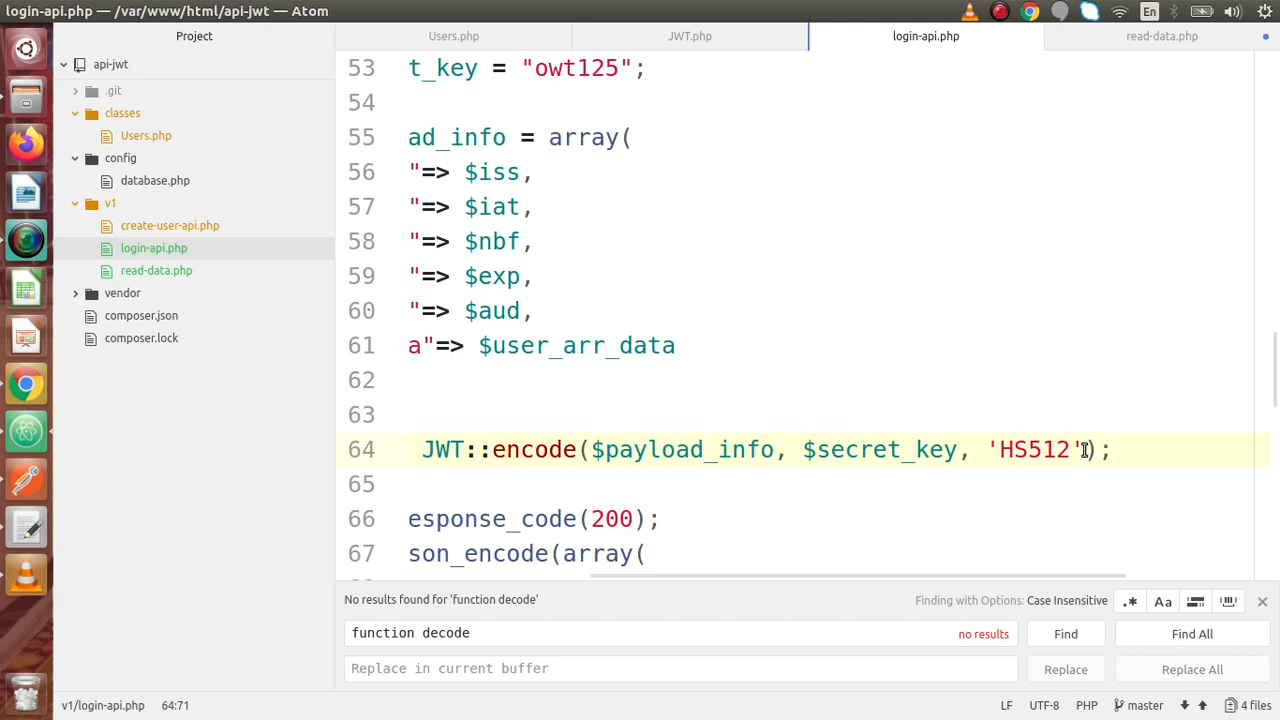 login-api.php — /var/www/html/api-jwt — Atom
En
Project
Users.php
JWT.php
login-api.php
read-data.php
api-jwt
.git
classes
Users.php
config
database.php
v1
create-user-api.php
login-api.php
read-data.php
vendor
composer.json
composer.lock
53 t_key = "owt125";
54
55 ad_info = array(
56 "=> $iss,
57 "=> $iat,
58 "=> $nbf,
59 "=> $exp,
60 "=> $aud,
61 a"=> $user_arr_data
62
63
64 JWT::encode($payload_info, $secret_key, 'HS512');
65
66 esponse_code(200);
67 son_encode(array(
No results found for 'function decode'
Finding with Options: Case Insensitive
.* Aa
function decode
no results
Find
Find All
Replace in current buffer
Replace
Replace All
v1/login-api.php 64:71
LF UTF-8 PHP master 4 files